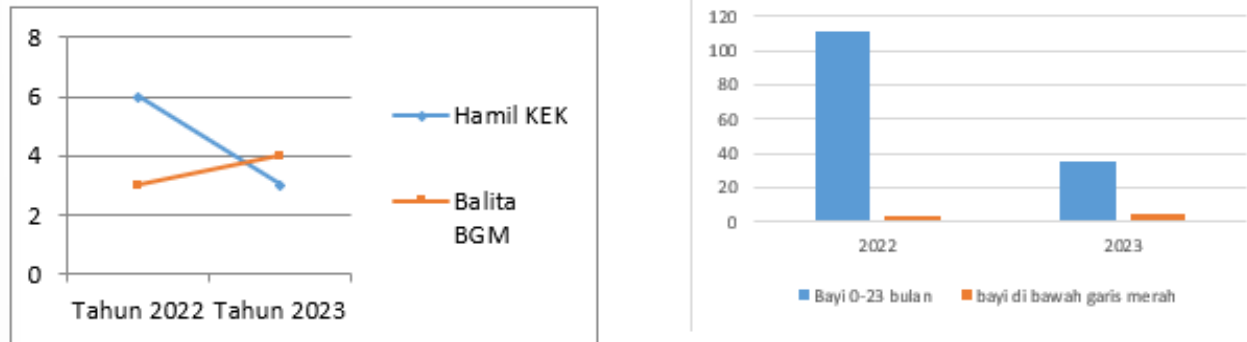 8
6
4
2
0
Tahun 2022 Tahun 2023
Hamil KEK
Balita
BGM
120
100
80
60
40
20
0
2022 2023
Bayi 0-23 bulan bayi di bawah garis merah